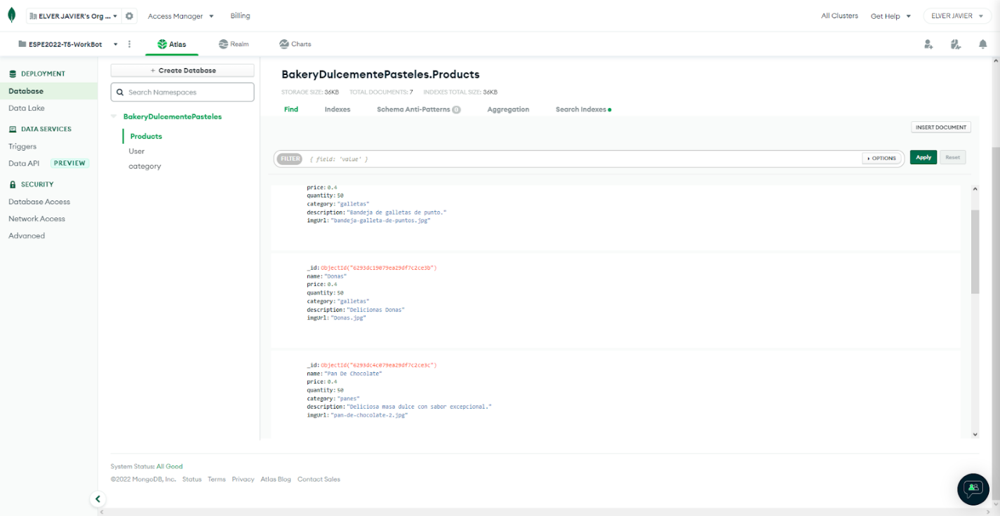 ELVER JAVIER's Org ...
Access Manager
Billing
All Clusters
Get Help
ELVER JAVIER
ESPE2022-T5-WorkBot
Atlas
Realm
Charts
DEPLOYMENT
Database
Data Lake
DATA SERVICES
Triggers
Data API PREVIEW
SECURITY
Database Access
Network Access
Advanced
+ Create Database
Search Namespaces
BakeryDulcementePasteles
Products
User
category
BakeryDulcementePasteles.Products
STORAGE SIZE: 36KB TOTAL DOCUMENTS: 7 INDEXES TOTAL SIZE: 36KB
Find Indexes Schema Anti-Patterns 0 Aggregation Search Indexes
INSERT DOCUMENT
FILTER { field: 'value' } OPTIONS Apply Reset
price: 0.4
quantity: 50
category: "galletas"
description: "Bandeja de galletas de punto."
imgUrl: "bandeja-galleta-de-puntos.jpg"
_id: ObjectId("6293dc19079ea29df7c2ce3b")
name: "Donas"
price: 0.4
quantity: 50
category: "galletas"
description: "Delicionas Donas"
imgUrl: "Donas.jpg"
_id: ObjectId("6293dc4c079ea29df7c2ce3c")
name: "Pan De Chocolate"
price: 0.4
quantity: 50
category: "panes"
description: "Deliciosa masa dulce con sabor excepcional."
imgUrl: "pan-de-chocolate-2.jpg"
System Status: All Good
©2022 MongoDB, Inc. Status Terms Privacy Atlas Blog Contact Sales